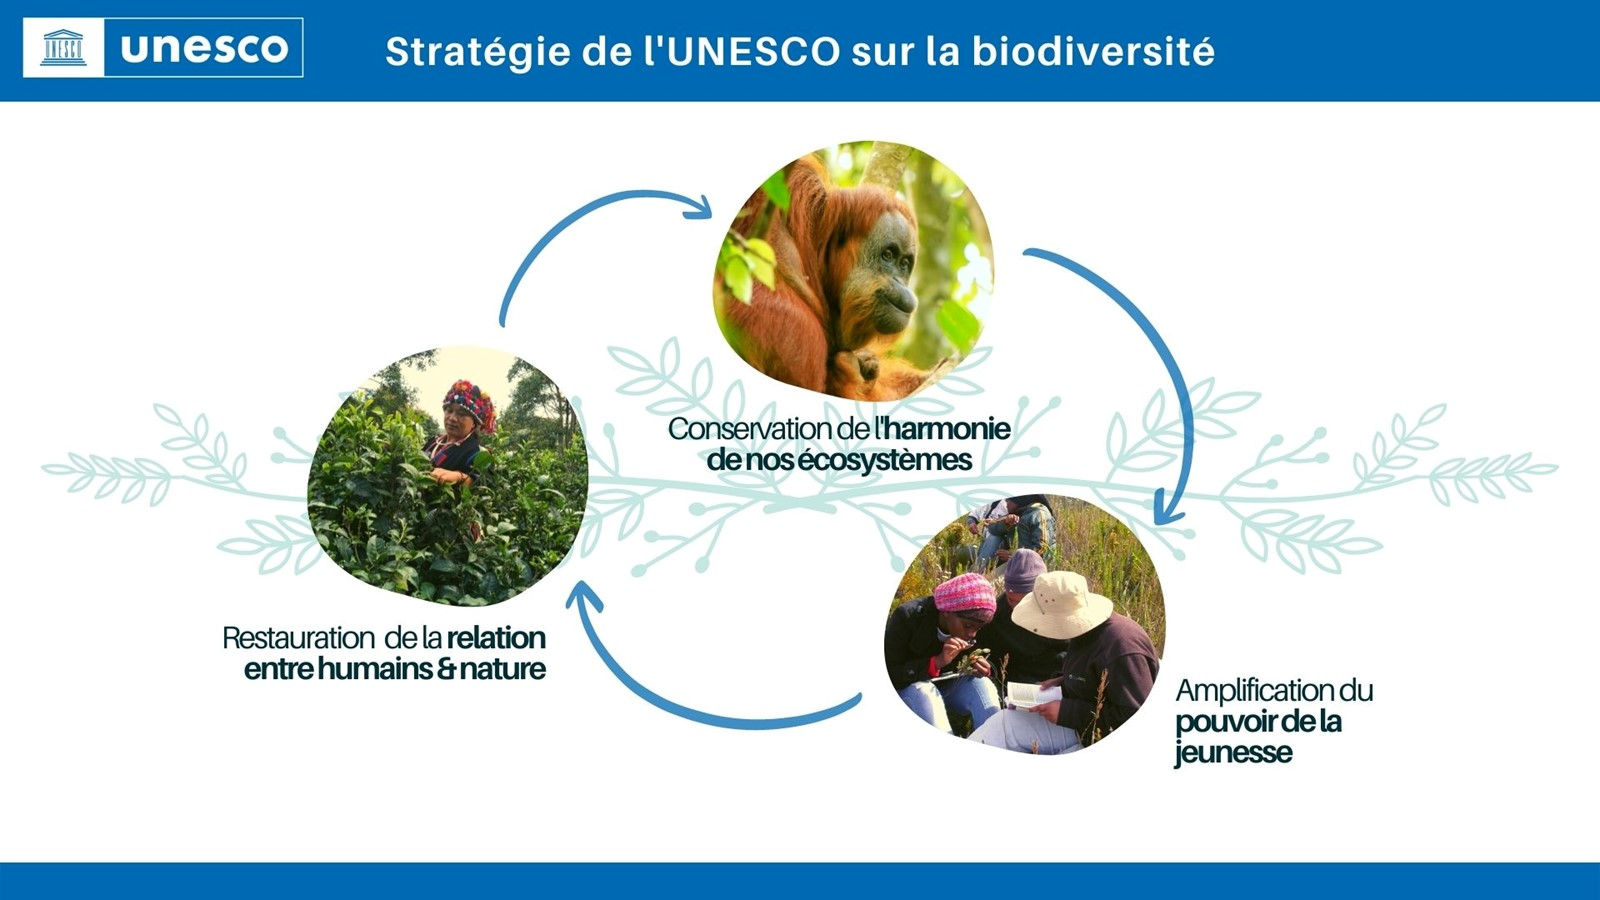 UNESCO
unesco
Stratégie de l'UNESCO sur la biodiversité
Conservation de l'harmonie
de nos écosystèmes
Restauration de la relation
entre humains & nature
Amplification du
pouvoir de la
jeunesse